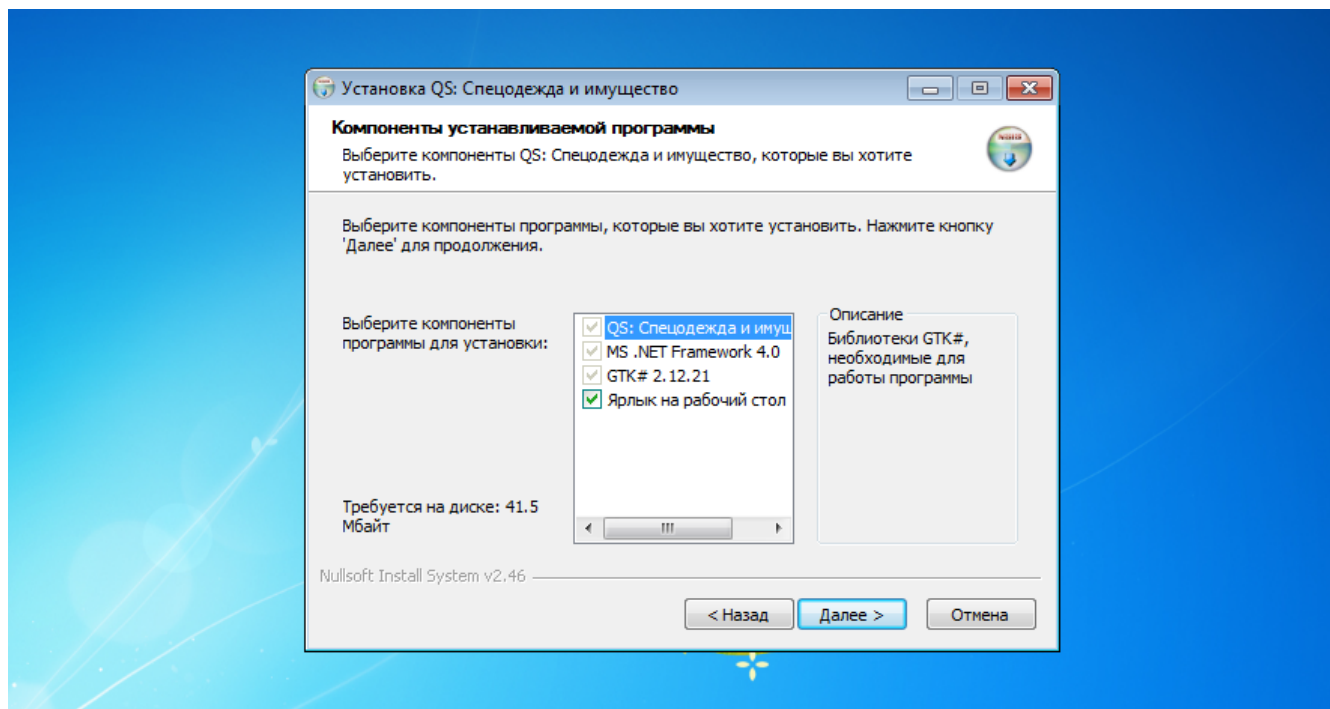 Установка QS: Спецодежда и имущество
Компоненты устанавливаемой программы
Выберите компоненты QS: Спецодежда и имущество, которые вы хотите
установить.
Выберите компоненты программы, которые вы хотите установить. Нажмите кнопку
'Далее' для продолжения.
Выберите компоненты
программы для установки:
QS: Спецодежда и имущ
MS .NET Framework 4.0
GTK# 2.12.21
Ярлык на рабочий стол
Описание
Библиотеки GTK#,
необходимые для
работы программы
Требуется на диске: 41.5
Мбайт
Nullsoft Install System v2.46
< Назад
Далее >
Отмена